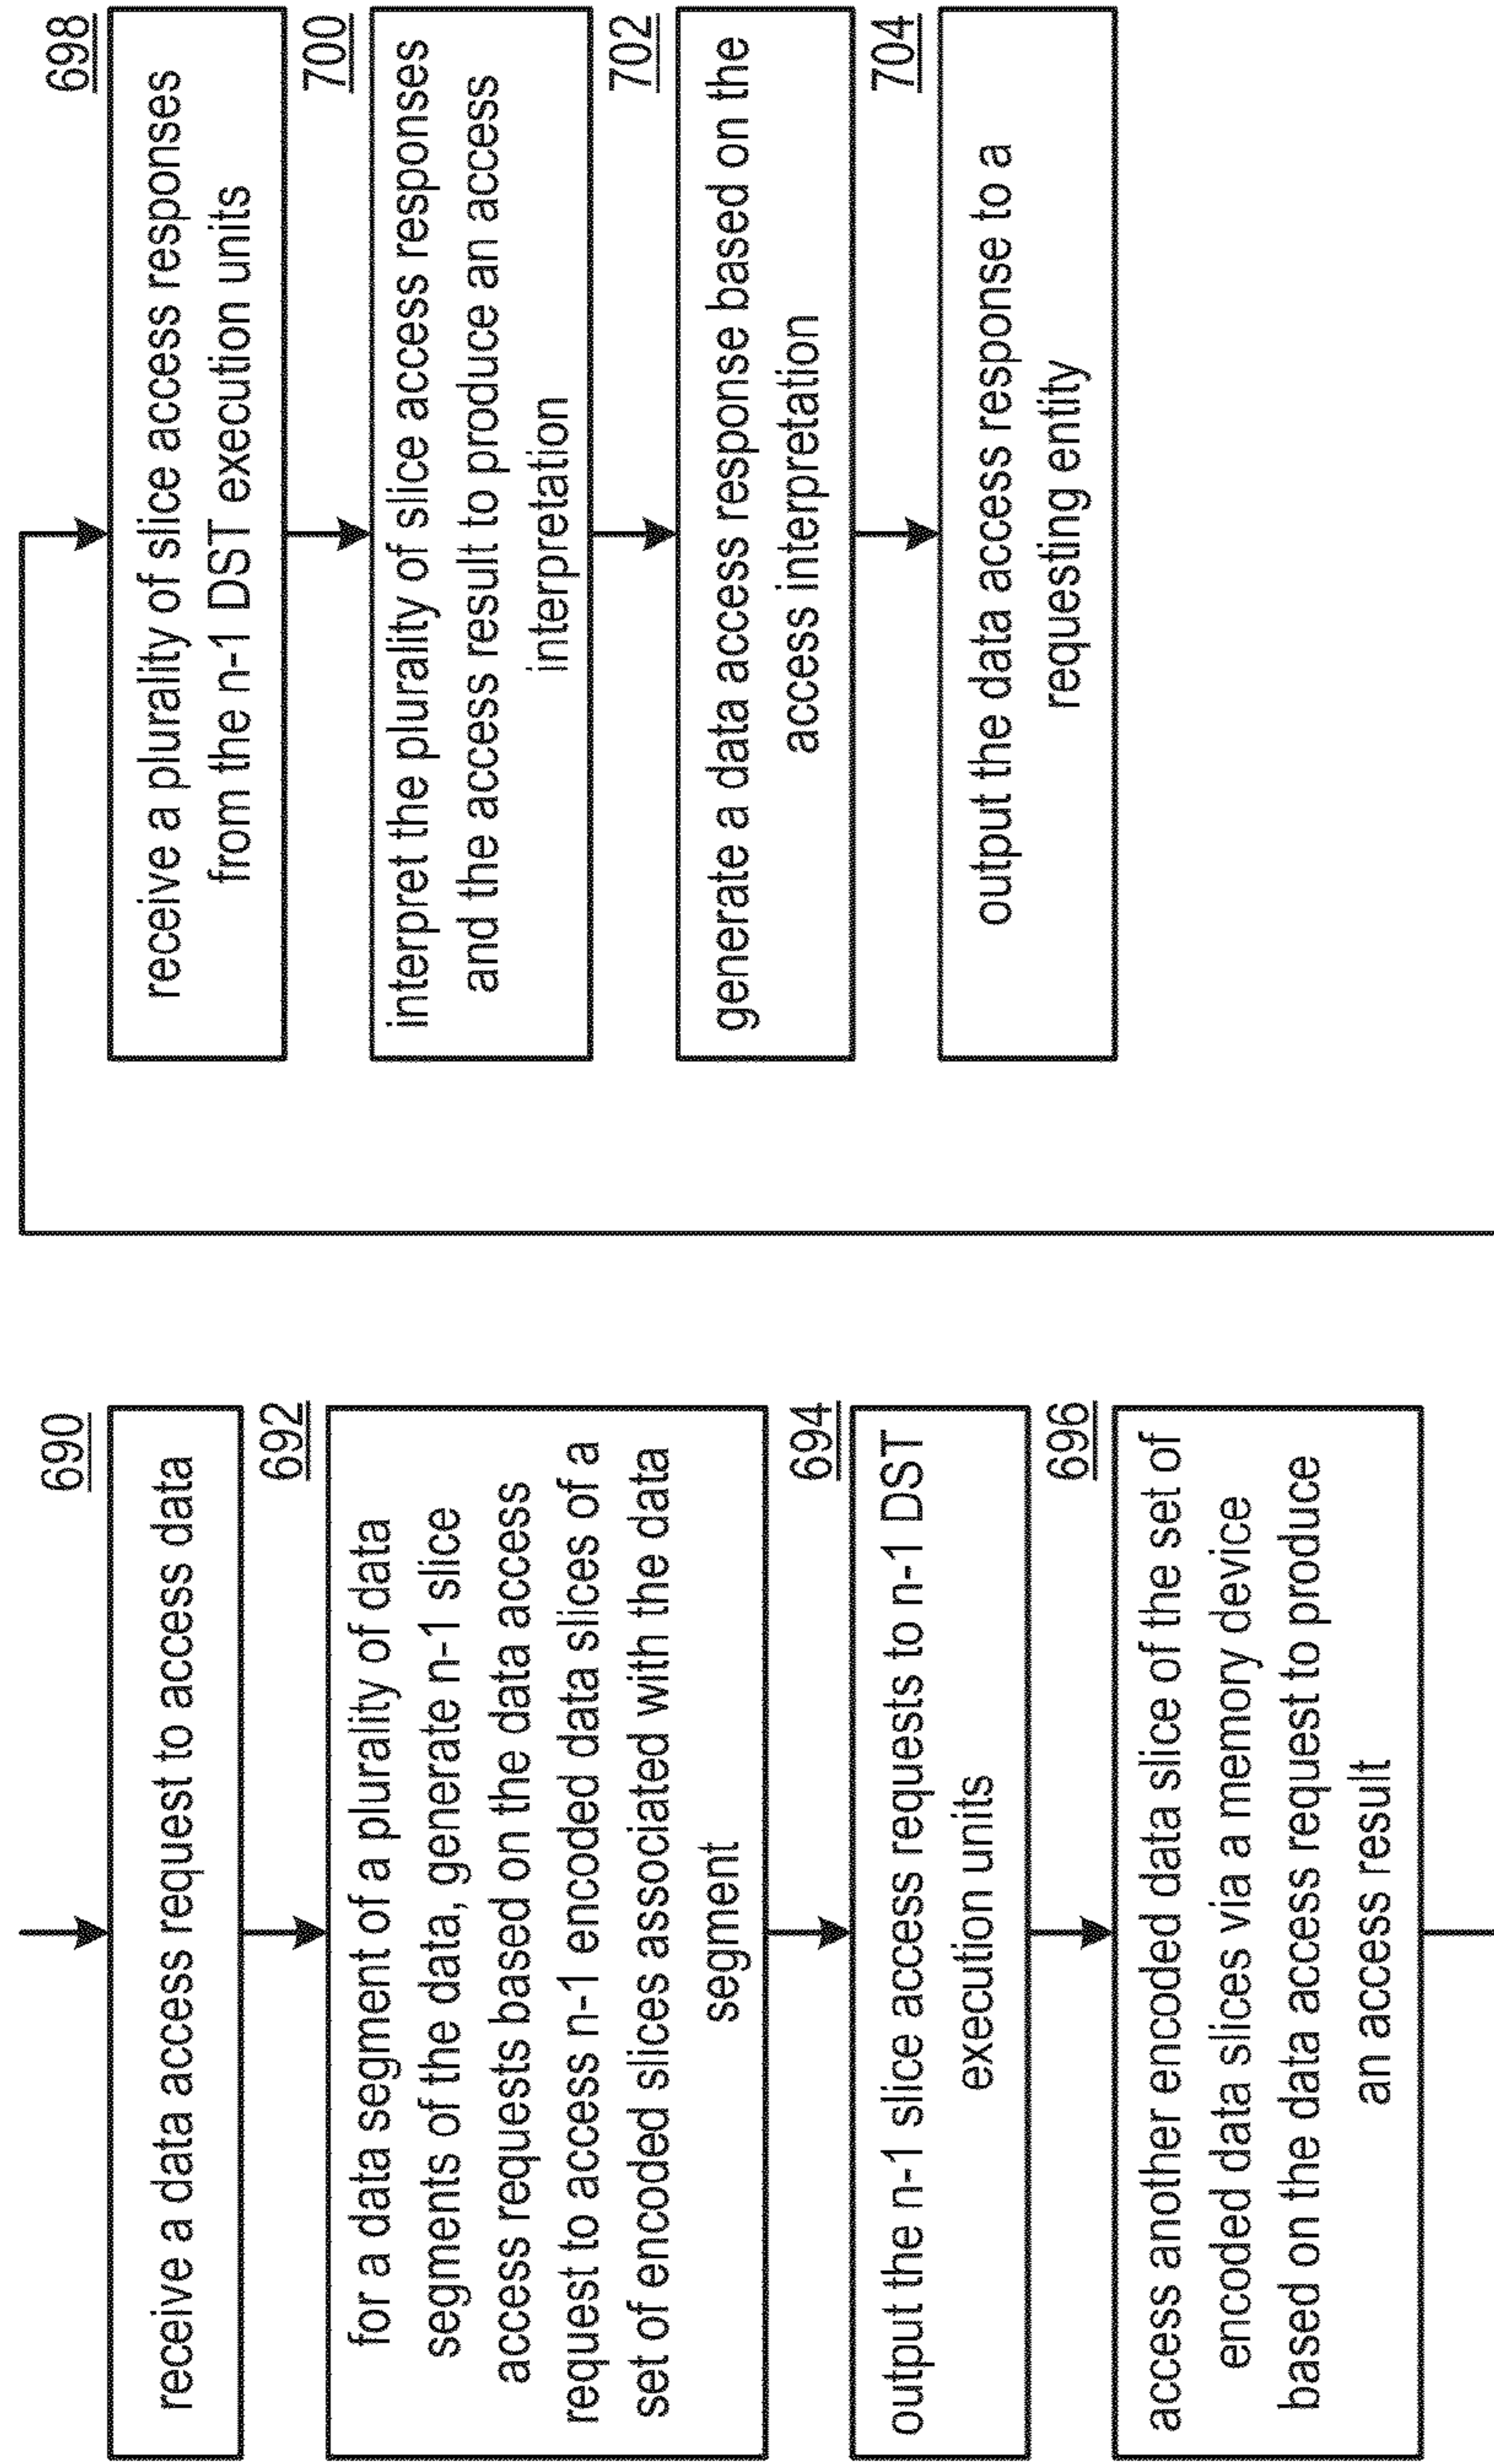 690
receive a data access request to access data
692
for a data segment of a plurality of data
segments of the data, generate n-1 slice
access requests based on the data access
request to access n-1 encoded data slices of a
set of encoded slices associated with the data
segment
694
output the n-1 slice access requests to n-1 DST
execution units
696
access another encoded data slice of the set of
encoded data slices via a memory device
based on the data access request to produce
an access result
698
receive a plurality of slice access responses
from the n-1 DST execution units
700
interpret the plurality of slice access responses
and the access result to produce an access
interpretation
702
generate a data access response based on the
access interpretation
704
output the data access response to a
requesting entity